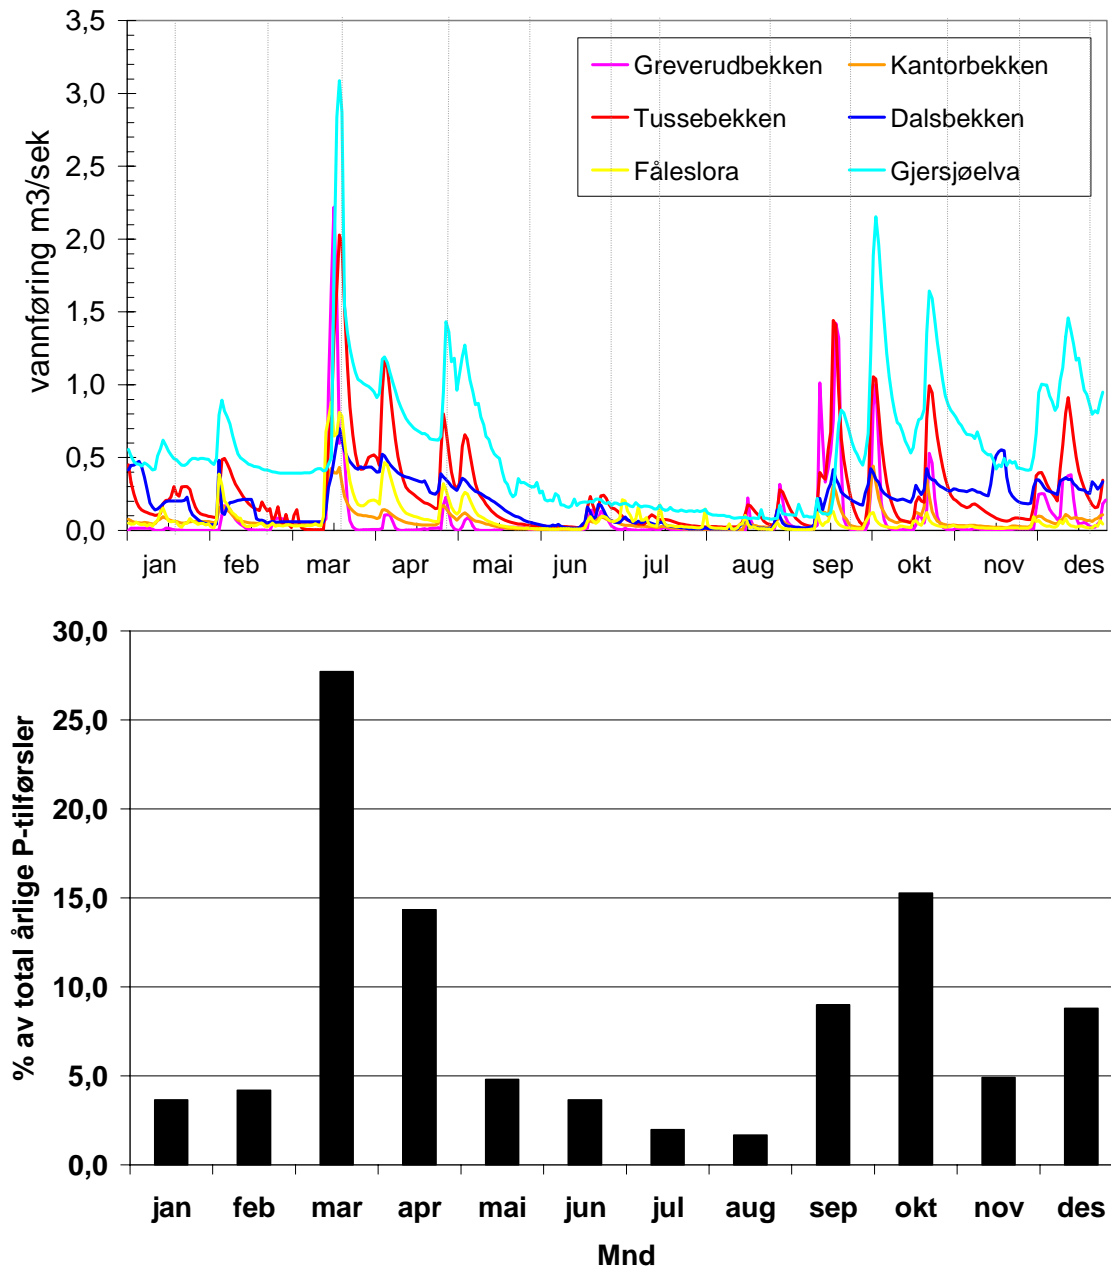 3,5
3,0
2,5
2,0
1,5
1,0
0,5
0,0
vannføring m3/sek
Greverudbekken Kantorbekken
Tussebekken Dalsbekken
Fåleslora Gjersjøelva
jan feb mar apr mai jun jul aug sep okt nov des
30,0
25,0
20,0
15,0
10,0
5,0
0,0
% av total årlige P-tilførsler
jan feb mar apr mai jun jul aug sep okt nov des
Mnd